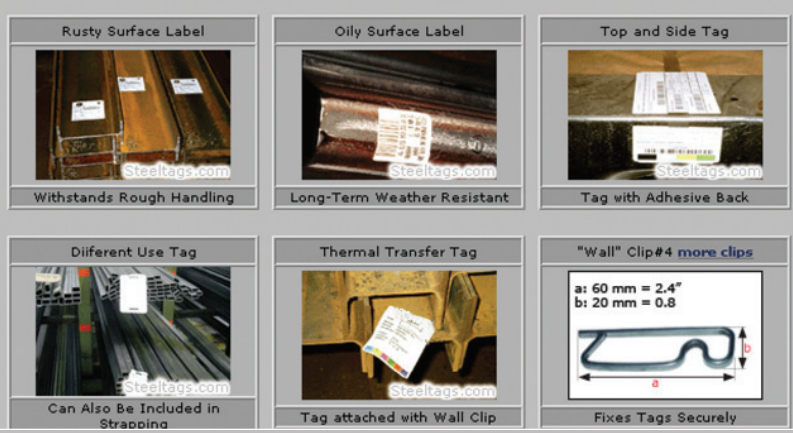 Rusty Surface Label
Oily Surface Label
Top and Side Tag
Steeltags.com
Steeltags.com
Steeltags.com
Withstands Rough Handling
Long-Term Weather Resistant
Tag with Adhesive Back
Diifferent Use Tag
Thermal Transfer Tag
"Wall" Clip#4 more clips
a: 60 mm = 2.4"
b: 20 mm = 0.8
b
a
Steeltags.com
Steeltags.com
Can Also Be Included in
Strapping
Tag attached with Wall Clip
Fixes Tags Securely